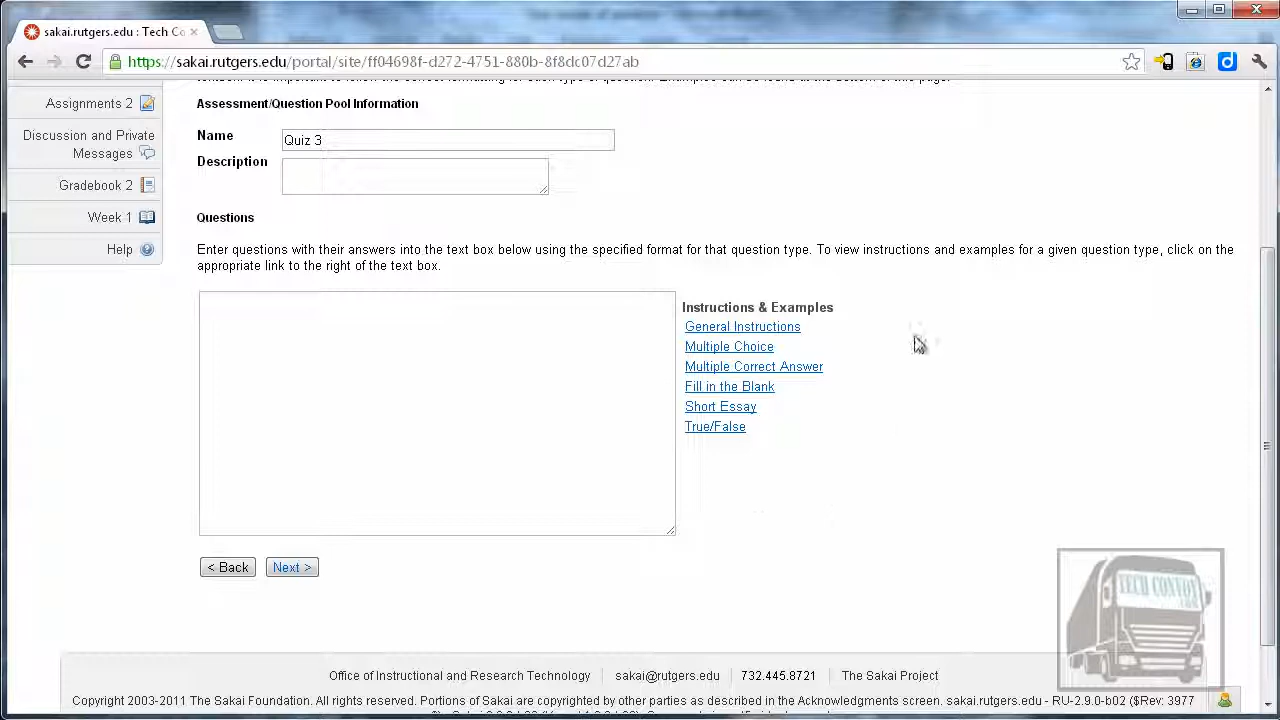 sakai.rutgers.edu : Tech Co
https://sakai.rutgers.edu/portal/site/ff04698f-d272-4751-88db-8f8dc07d27ab
Assignments 2
Discussion and Private
Messages
Gradebook 2
Week 1
Help
Assessment/Question Pool Information
Name
Quiz 3
Description
Questions
Enter questions with their answers into the text box below using the specified format for that question type. To view instructions and examples for a given question type, click on the
appropriate link to the right of the text box.
Instructions & Examples
General Instructions
Multiple Choice
Multiple Correct Answer
Fill in the Blank
Short Essay
True/False
< Back
Next >
TECH CONVOY
Office of Instructional and Research Technology
sakai@rutgers.edu
732.445.8721
The Sakai Project
Copyright 2003-2011 The Sakai Foundation. All rights reserved. Portions of Sakai are copyrighted by other parties as described in the Acknowledgments screen. sakai.rutgers.edu - RU-2.9.0-b02 ($Rev: 3977